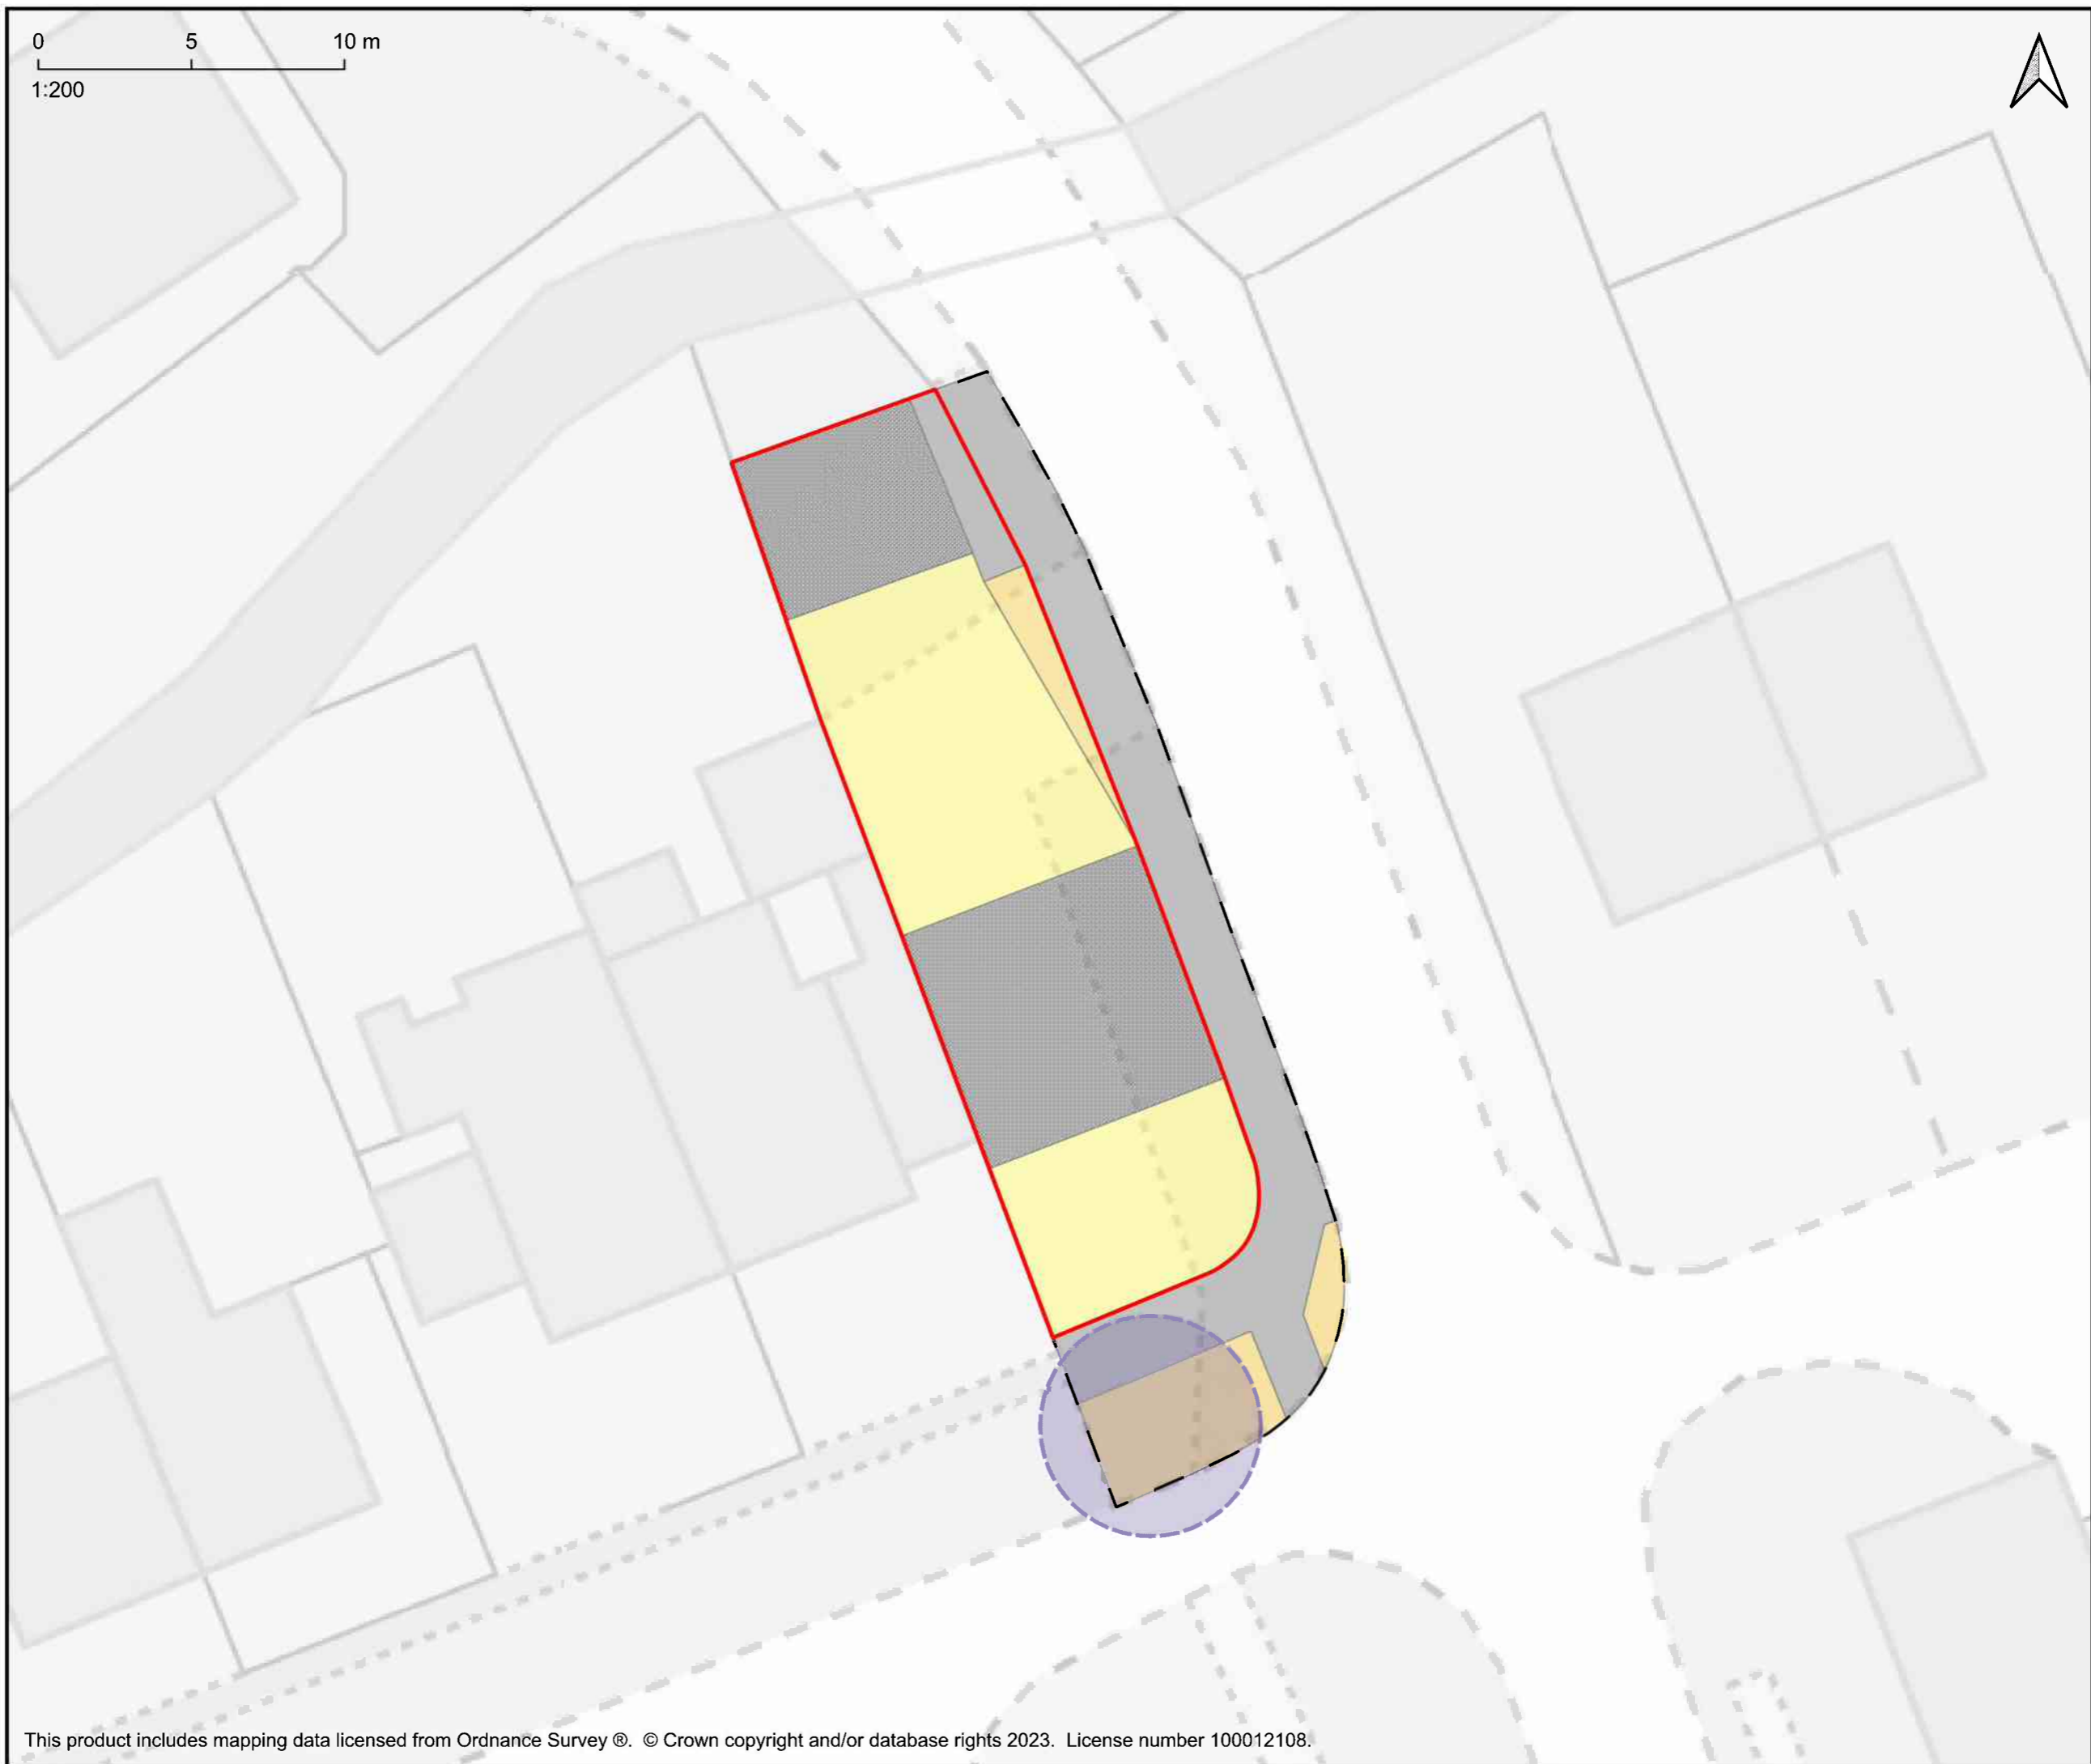 0 5 10 m
1:200
This product includes mapping data licensed from Ordnance Survey ®. © Crown copyright and/or database rights 2023. License number 100012108.